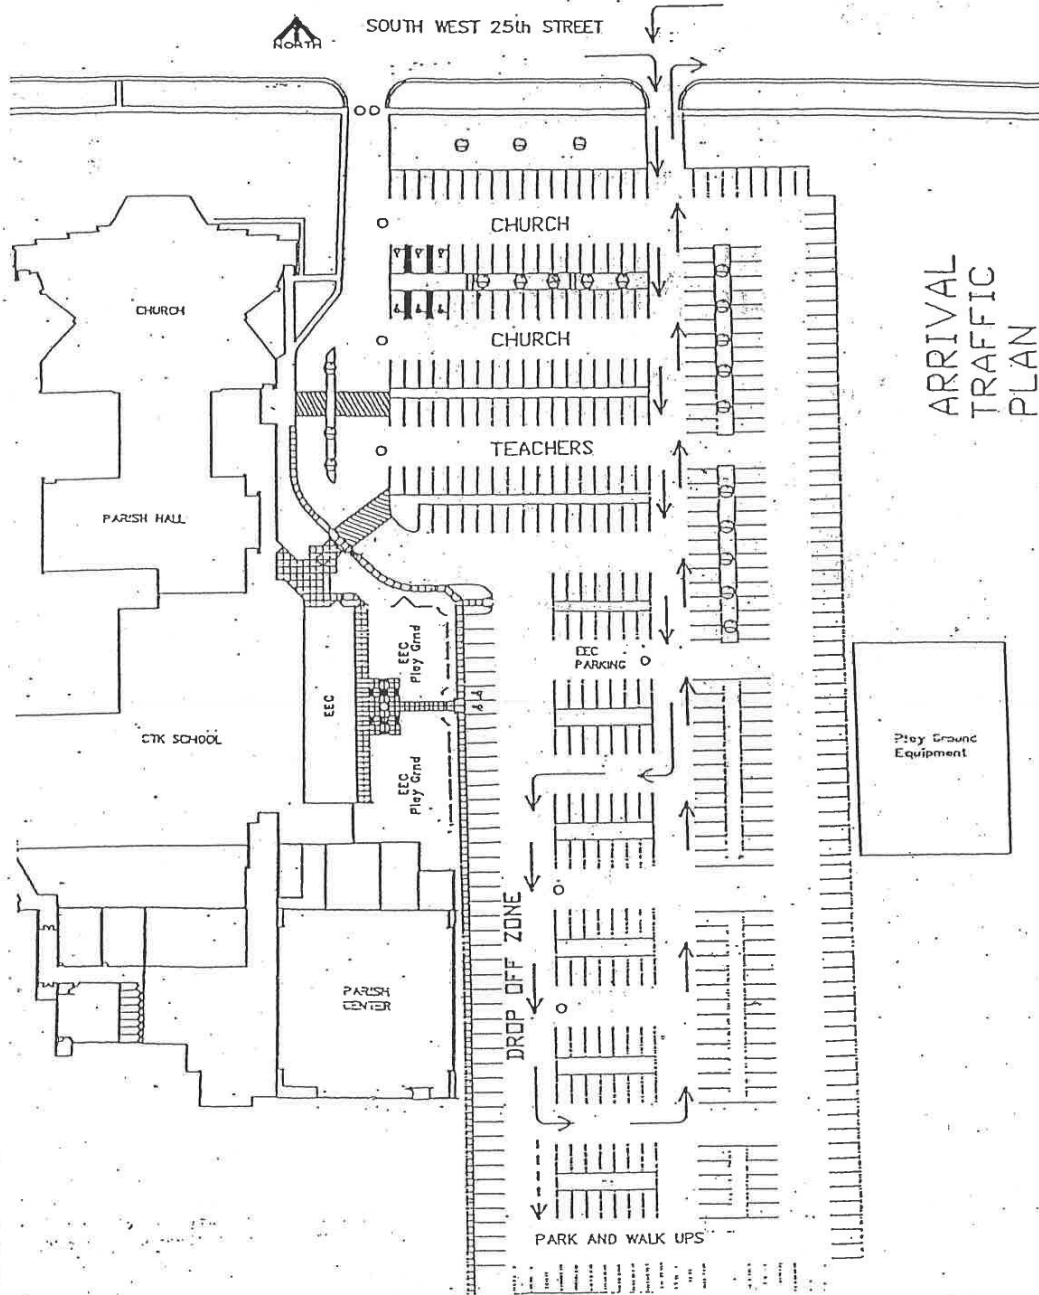 SOUTH WEST 25th STREET
NORTH
CHURCH
CHURCH
CHURCH
TEACHERS
ARRIVAL
TRAFFIC
PLAN
PARISH HALL
EEC
PARKING
EEC
Play Grnd
EEC
CTK SCHOOL
EEC
Play Grnd
Play Ground
Equipment
DROP OFF ZONE
PARISH
CENTER
PARK AND WALK UPS